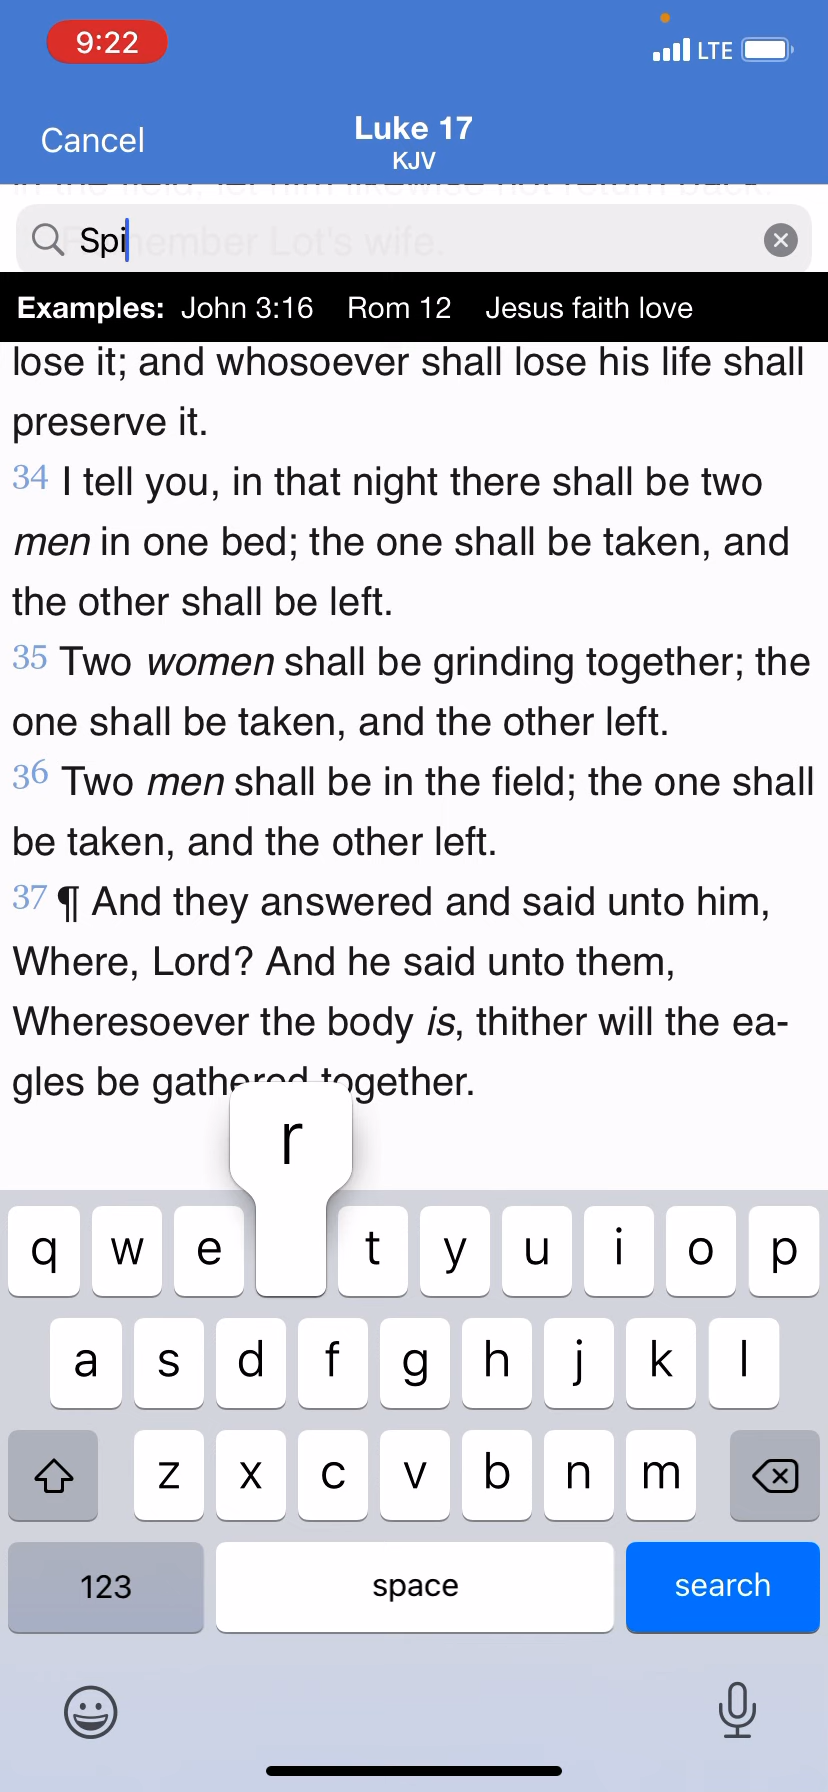 9:22
LTE
Cancel
Luke 17
KJV
Spi
Remember Lot's wife.
Examples: John 3:16 Rom 12 Jesus faith love
lose it; and whosoever shall lose his life shall
preserve it.
34 I tell you, in that night there shall be two
men in one bed; the one shall be taken, and
the other shall be left.
35 Two women shall be grinding together; the
one shall be taken, and the other left.
36 Two men shall be in the field; the one shall
be taken, and the other left.
37 ¶ And they answered and said unto him,
Where, Lord? And he said unto them,
Wheresoever the body is, thither will the ea-
gles be gathered together.
r
q w e t y u i o p
a s d f g h j k l
z x c v b n m
123 space search